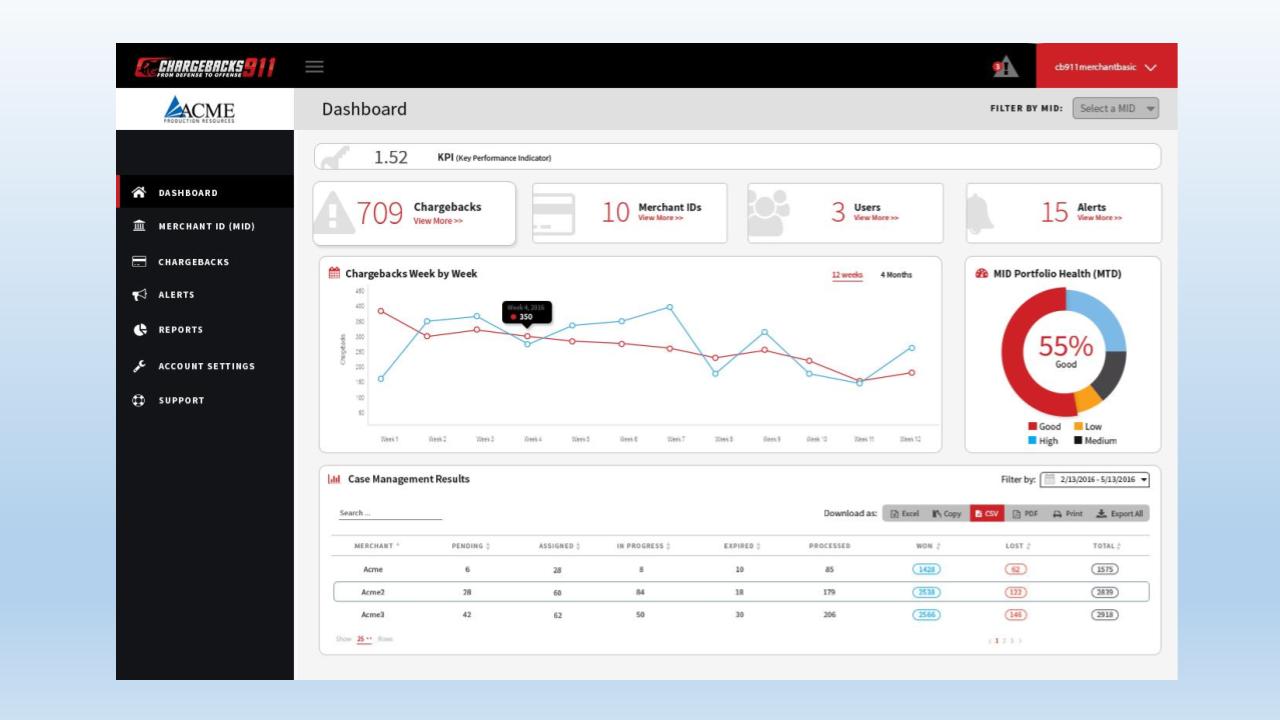 CHARGEBACKS911
FROM DEFENSE TO OFFENSE
3
cb911merchantbasic
ACME
PRODUCTION RESOURCES
Dashboard
FILTER BY MID:
Select a MID
DASHBOARD
MERCHANT ID (MID)
CHARGEBACKS
ALERTS
REPORTS
ACCOUNT SETTINGS
SUPPORT
1.52 KPI (Key Performance Indicator)
709 Chargebacks
View More >>
10 Merchant IDs
View More >>
3 Users
View More >>
15 Alerts
View More >>
Chargebacks Week by Week
12 weeks 4 Months
Chargebacks
450
400
350
300
250
200
150
100
50
Week 4, 2016
350
Week 1 Week 2 Week 3 Week 4 Week 5 Week 6 Week 7 Week 8 Week 9 Week 10 Week 11 Week 12
MID Portfolio Health (MTD)
55%
Good
Good Low
High Medium
Case Management Results
Filter by: 2/13/2016 - 5/13/2016
Search ...
Download as: Excel Copy CSV PDF Print Export All
MERCHANT PENDING ASSIGNED IN PROGRESS EXPIRED PROCESSED WON LOST TOTAL
Acme 6 28 8 10 85 1428 62 1575
Acme2 28 60 84 18 179 2538 122 2839
Acme3 42 62 50 30 206 2566 146 2918
Show 25 Rows
‹ 1 2 3 ›